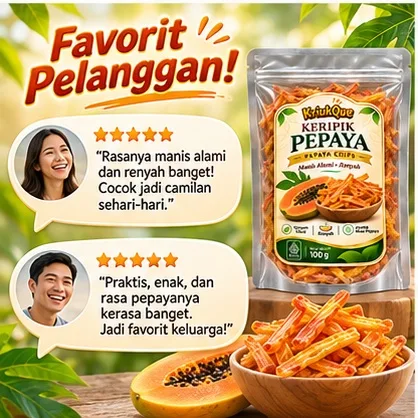 Favorit
Pelanggan!
"Rasanya manis alami
dan renyah banget!
Cocok jadi camilan
sehari-hari."
"Praktis, enak, dan
rasa pepayanya
kerasa banget.
Jadi favorit keluarga!"
KriukQue
KERIPIK
PEPAYA
PAPAYA CHIPS
Manis Alami • Renyah
100 g